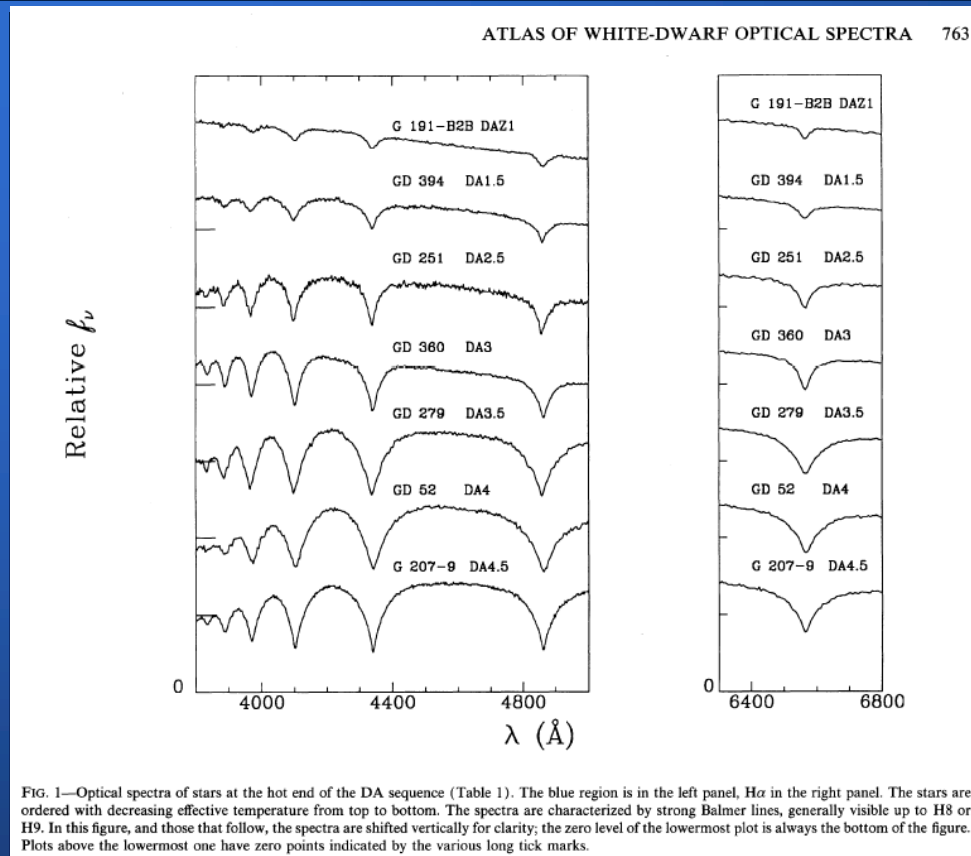 ATLAS OF WHITE-DWARF OPTICAL SPECTRA 763
G 191-B2B DAZ1
GD 394 DA1.5
GD 251 DA2.5
GD 360 DA3
GD 279 DA3.5
GD 52 DA4
G 207-9 DA4.5
Relative fν
0
4000 4400 4800
λ (Å)
G 191-B2B DAZ1
GD 394 DA1.5
GD 251 DA2.5
GD 360 DA3
GD 279 DA3.5
GD 52 DA4
G 207-9 DA4.5
0
6400 6800
FIG. 1—Optical spectra of stars at the hot end of the DA sequence (Table 1). The blue region is in the left panel, Hα in the right panel. The stars are
ordered with decreasing effective temperature from top to bottom. The spectra are characterized by strong Balmer lines, generally visible up to H8 or
H9. In this figure, and those that follow, the spectra are shifted vertically for clarity; the zero level of the lowermost plot is always the bottom of the figure.
Plots above the lowermost one have zero points indicated by the various long tick marks.